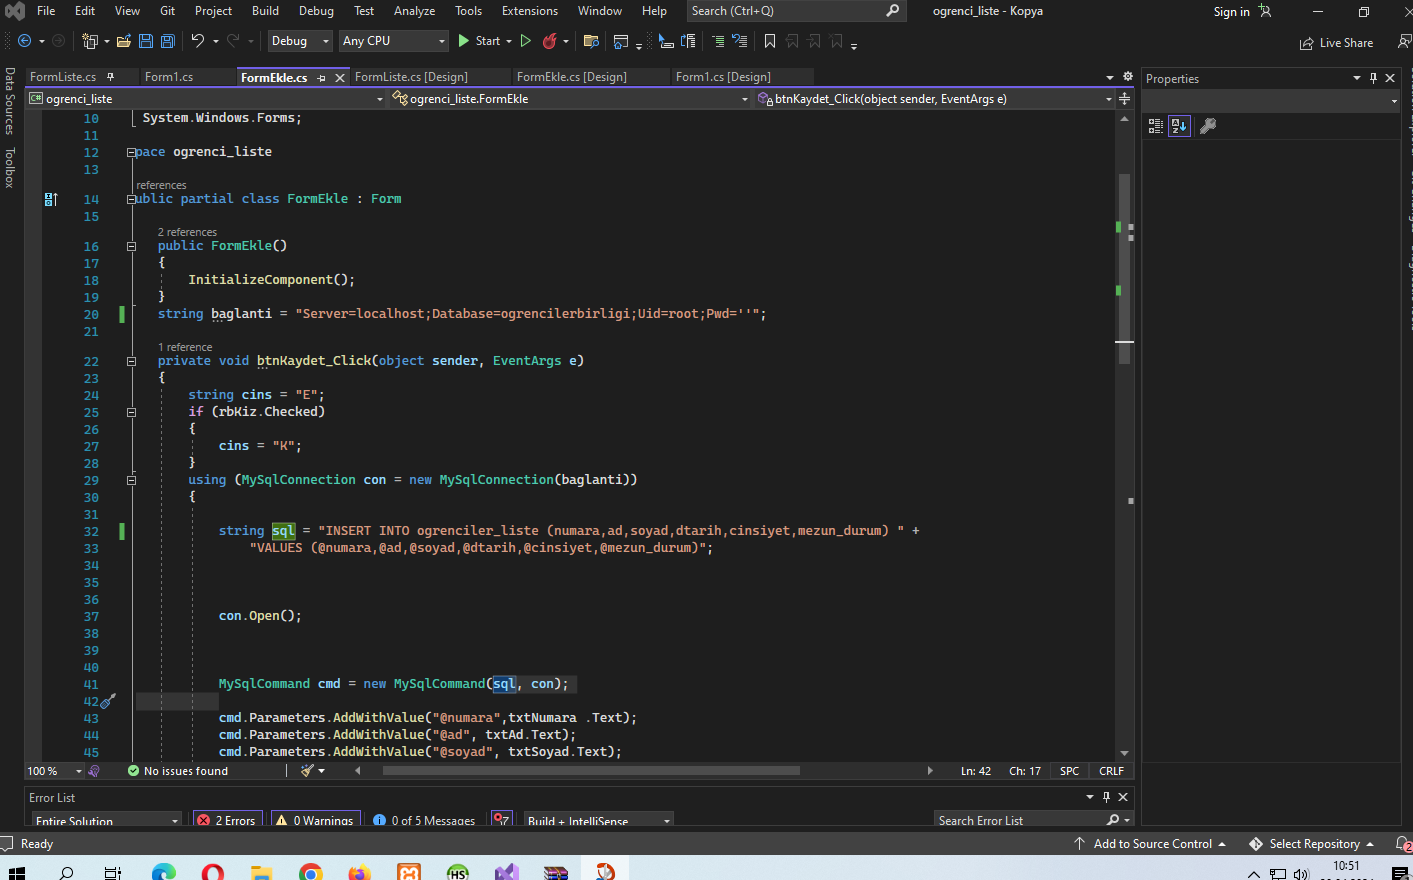 File Edit View Git Project Build Debug Test Analyze Tools Extensions Window Help Search (Ctrl+Q) ogrenci_liste - Kopya Sign in
Debug Any CPU Start Live Share
Data Sources
Toolbox
FormListe.cs Form1.cs FormEkle.cs FormListe.cs [Design] FormEkle.cs [Design] Form1.cs [Design]
Properties
C# ogrenci_liste ogrenci_liste.FormEkle btnKaydet_Click(object sender, EventArgs e)
10 System.Windows.Forms;
11
12 pace ogrenci_liste
13
references
14 ublic partial class FormEkle : Form
15
2 references
16 public FormEkle()
17 {
18 InitializeComponent();
19 }
20 string baglanti = "Server=localhost;Database=ogrencilerbirligi;Uid=root;Pwd=''";
21
1 reference
22 private void btnKaydet_Click(object sender, EventArgs e)
23 {
24 string cins = "E";
25 if (rbKiz.Checked)
26 {
27 cins = "K";
28 }
29 using (MySqlConnection con = new MySqlConnection(baglanti))
30 {
31
32 string sql = "INSERT INTO ogrenciler_liste (numara,ad,soyad,dtarih,cinsiyet,mezun_durum) " +
33 "VALUES (@numara,@ad,@soyad,@dtarih,@cinsiyet,@mezun_durum)";
34
35
36
37 con.Open();
38
39
40
41 MySqlCommand cmd = new MySqlCommand(sql, con);
42
43 cmd.Parameters.AddWithValue("@numara",txtNumara .Text);
44 cmd.Parameters.AddWithValue("@ad", txtAd.Text);
45 cmd.Parameters.AddWithValue("@soyad", txtSoyad.Text);
100 % No issues found Ln: 42 Ch: 17 SPC CRLF
Error List
Entire Solution 2 Errors 0 Warnings 0 of 5 Messages Build + IntelliSense Search Error List
Ready Add to Source Control Select Repository 2
HS
10:51